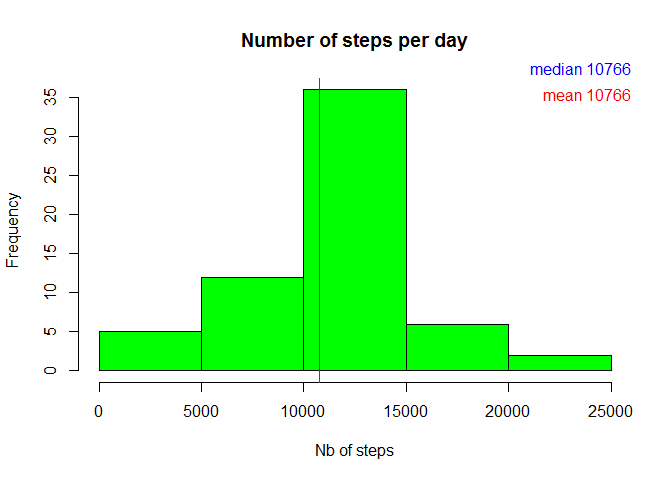 Number of steps per day
median 10766
mean 10766
35
30
25
20
15
10
5
0
Frequency
0 5000 10000 15000 20000 25000
Nb of steps